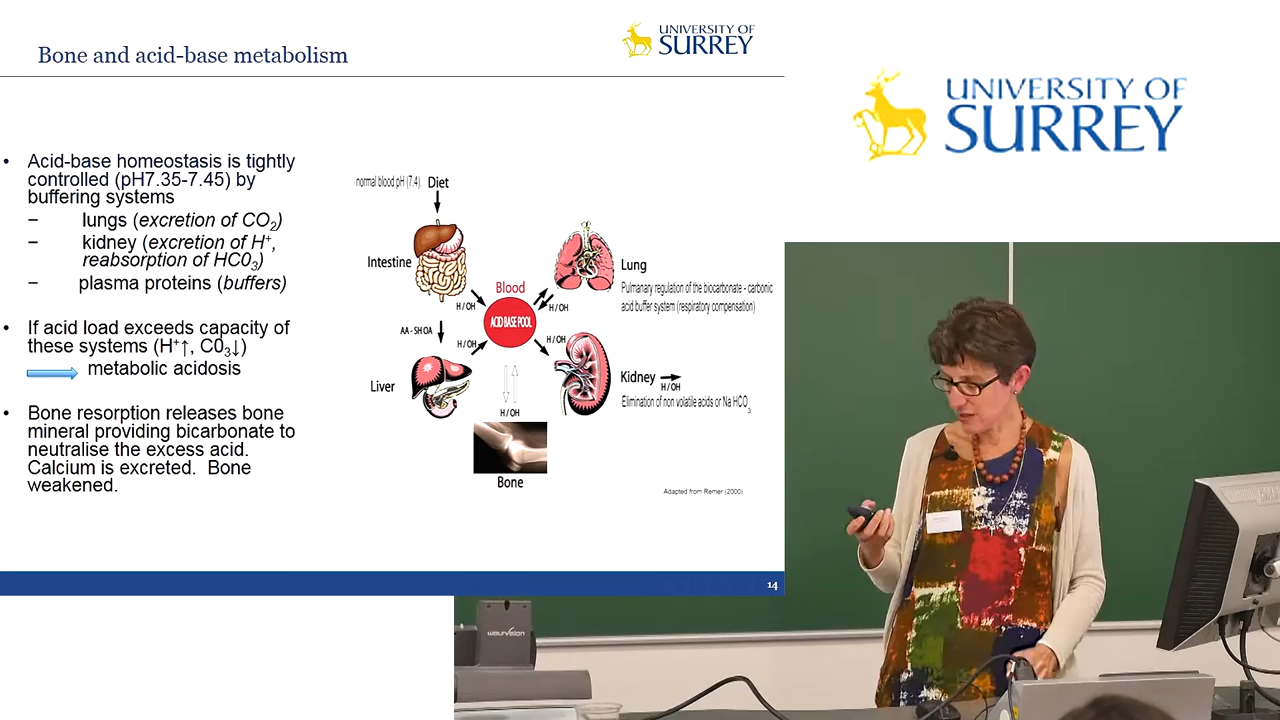 Bone and acid-base metabolism
UNIVERSITY OF
SURREY
UNIVERSITY OF
SURREY
• Acid-base homeostasis is tightly
controlled (pH7.35-7.45) by
buffering systems
– lungs (excretion of CO₂)
– kidney (excretion of H⁺,
reabsorption of HC0₃)
– plasma proteins (buffers)
• If acid load exceeds capacity of
these systems (H⁺↑, C0₃↓)
metabolic acidosis
• Bone resorption releases bone
mineral providing bicarbonate to
neutralise the excess acid.
Calcium is excreted. Bone
weakened.
normal blood pH (7.4). Diet
Intestine
Blood
ACID BASE POOL
H / OH
H / OH
AA - SH OA
H / OH
H / OH
Liver
H / OH
Bone
Lung
Pulmanary regulation of the biocarbonate - carbonic
acid buffer system (respiratory compensation)
Kidney
H / OH
Elimination of non volatile acids or Na HCO₃
Adapted from Remer (2000)
14
wolfvision